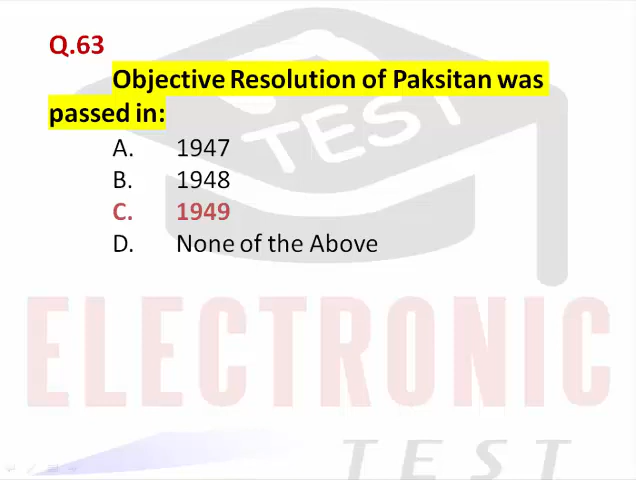 Q.63
Objective Resolution of Paksitan was
passed in:
A. 1947
B. 1948
C. 1949
D. None of the Above
TEST
ELECTRONIC
TEST